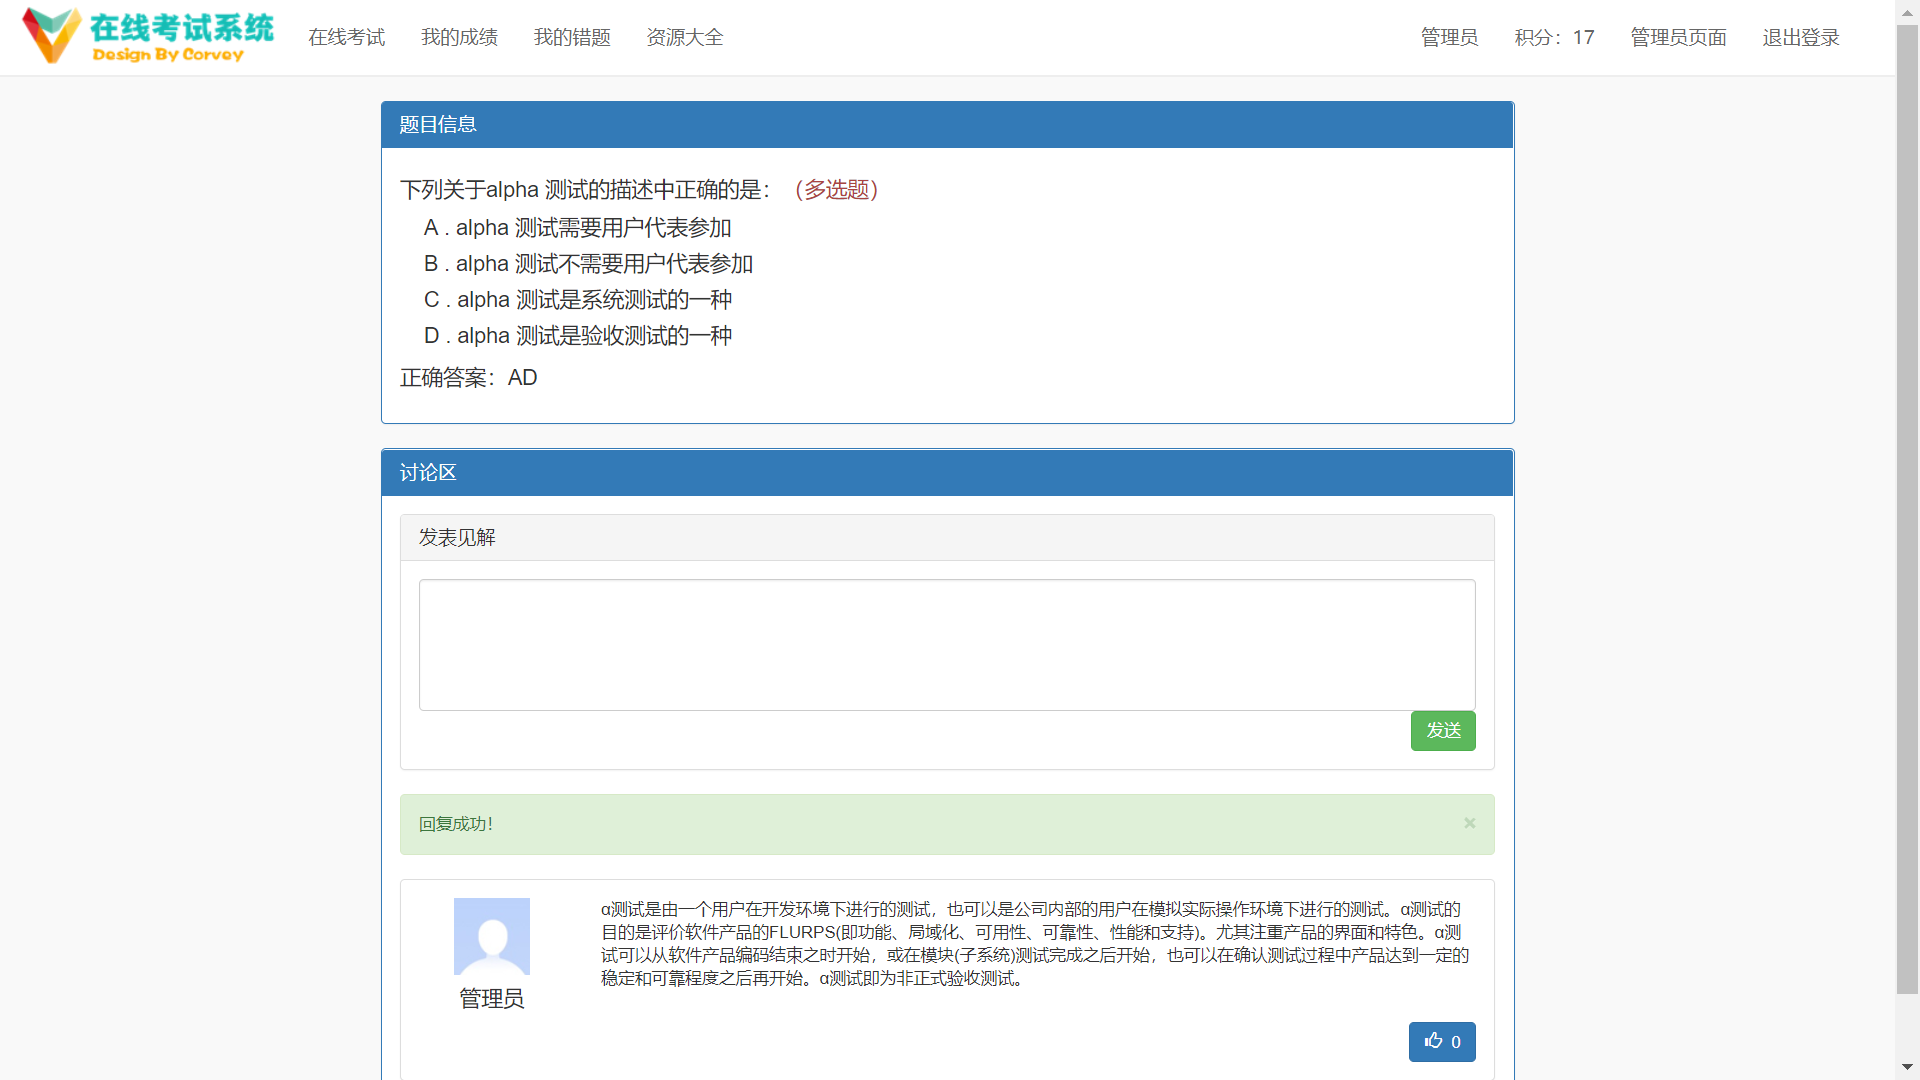 在线考试系统
Design By Corvey
在线考试 我的成绩 我的错题 资源大全 管理员 积分：17 管理员页面 退出登录
题目信息
下列关于alpha 测试的描述中正确的是：（多选题）
A . alpha 测试需要用户代表参加
B . alpha 测试不需要用户代表参加
C . alpha 测试是系统测试的一种
D . alpha 测试是验收测试的一种
正确答案：AD
讨论区
发表见解
发送
回复成功！
×
α测试是由一个用户在开发环境下进行的测试，也可以是公司内部的用户在模拟实际操作环境下进行的测试。α测试的
目的是评价软件产品的FLURPS(即功能、局域化、可用性、可靠性、性能和支持)。尤其注重产品的界面和特色。α测
试可以从软件产品编码结束之时开始，或在模块(子系统)测试完成之后开始，也可以在确认测试过程中产品达到一定的
稳定和可靠程度之后再开始。α测试即为非正式验收测试。
管理员
0